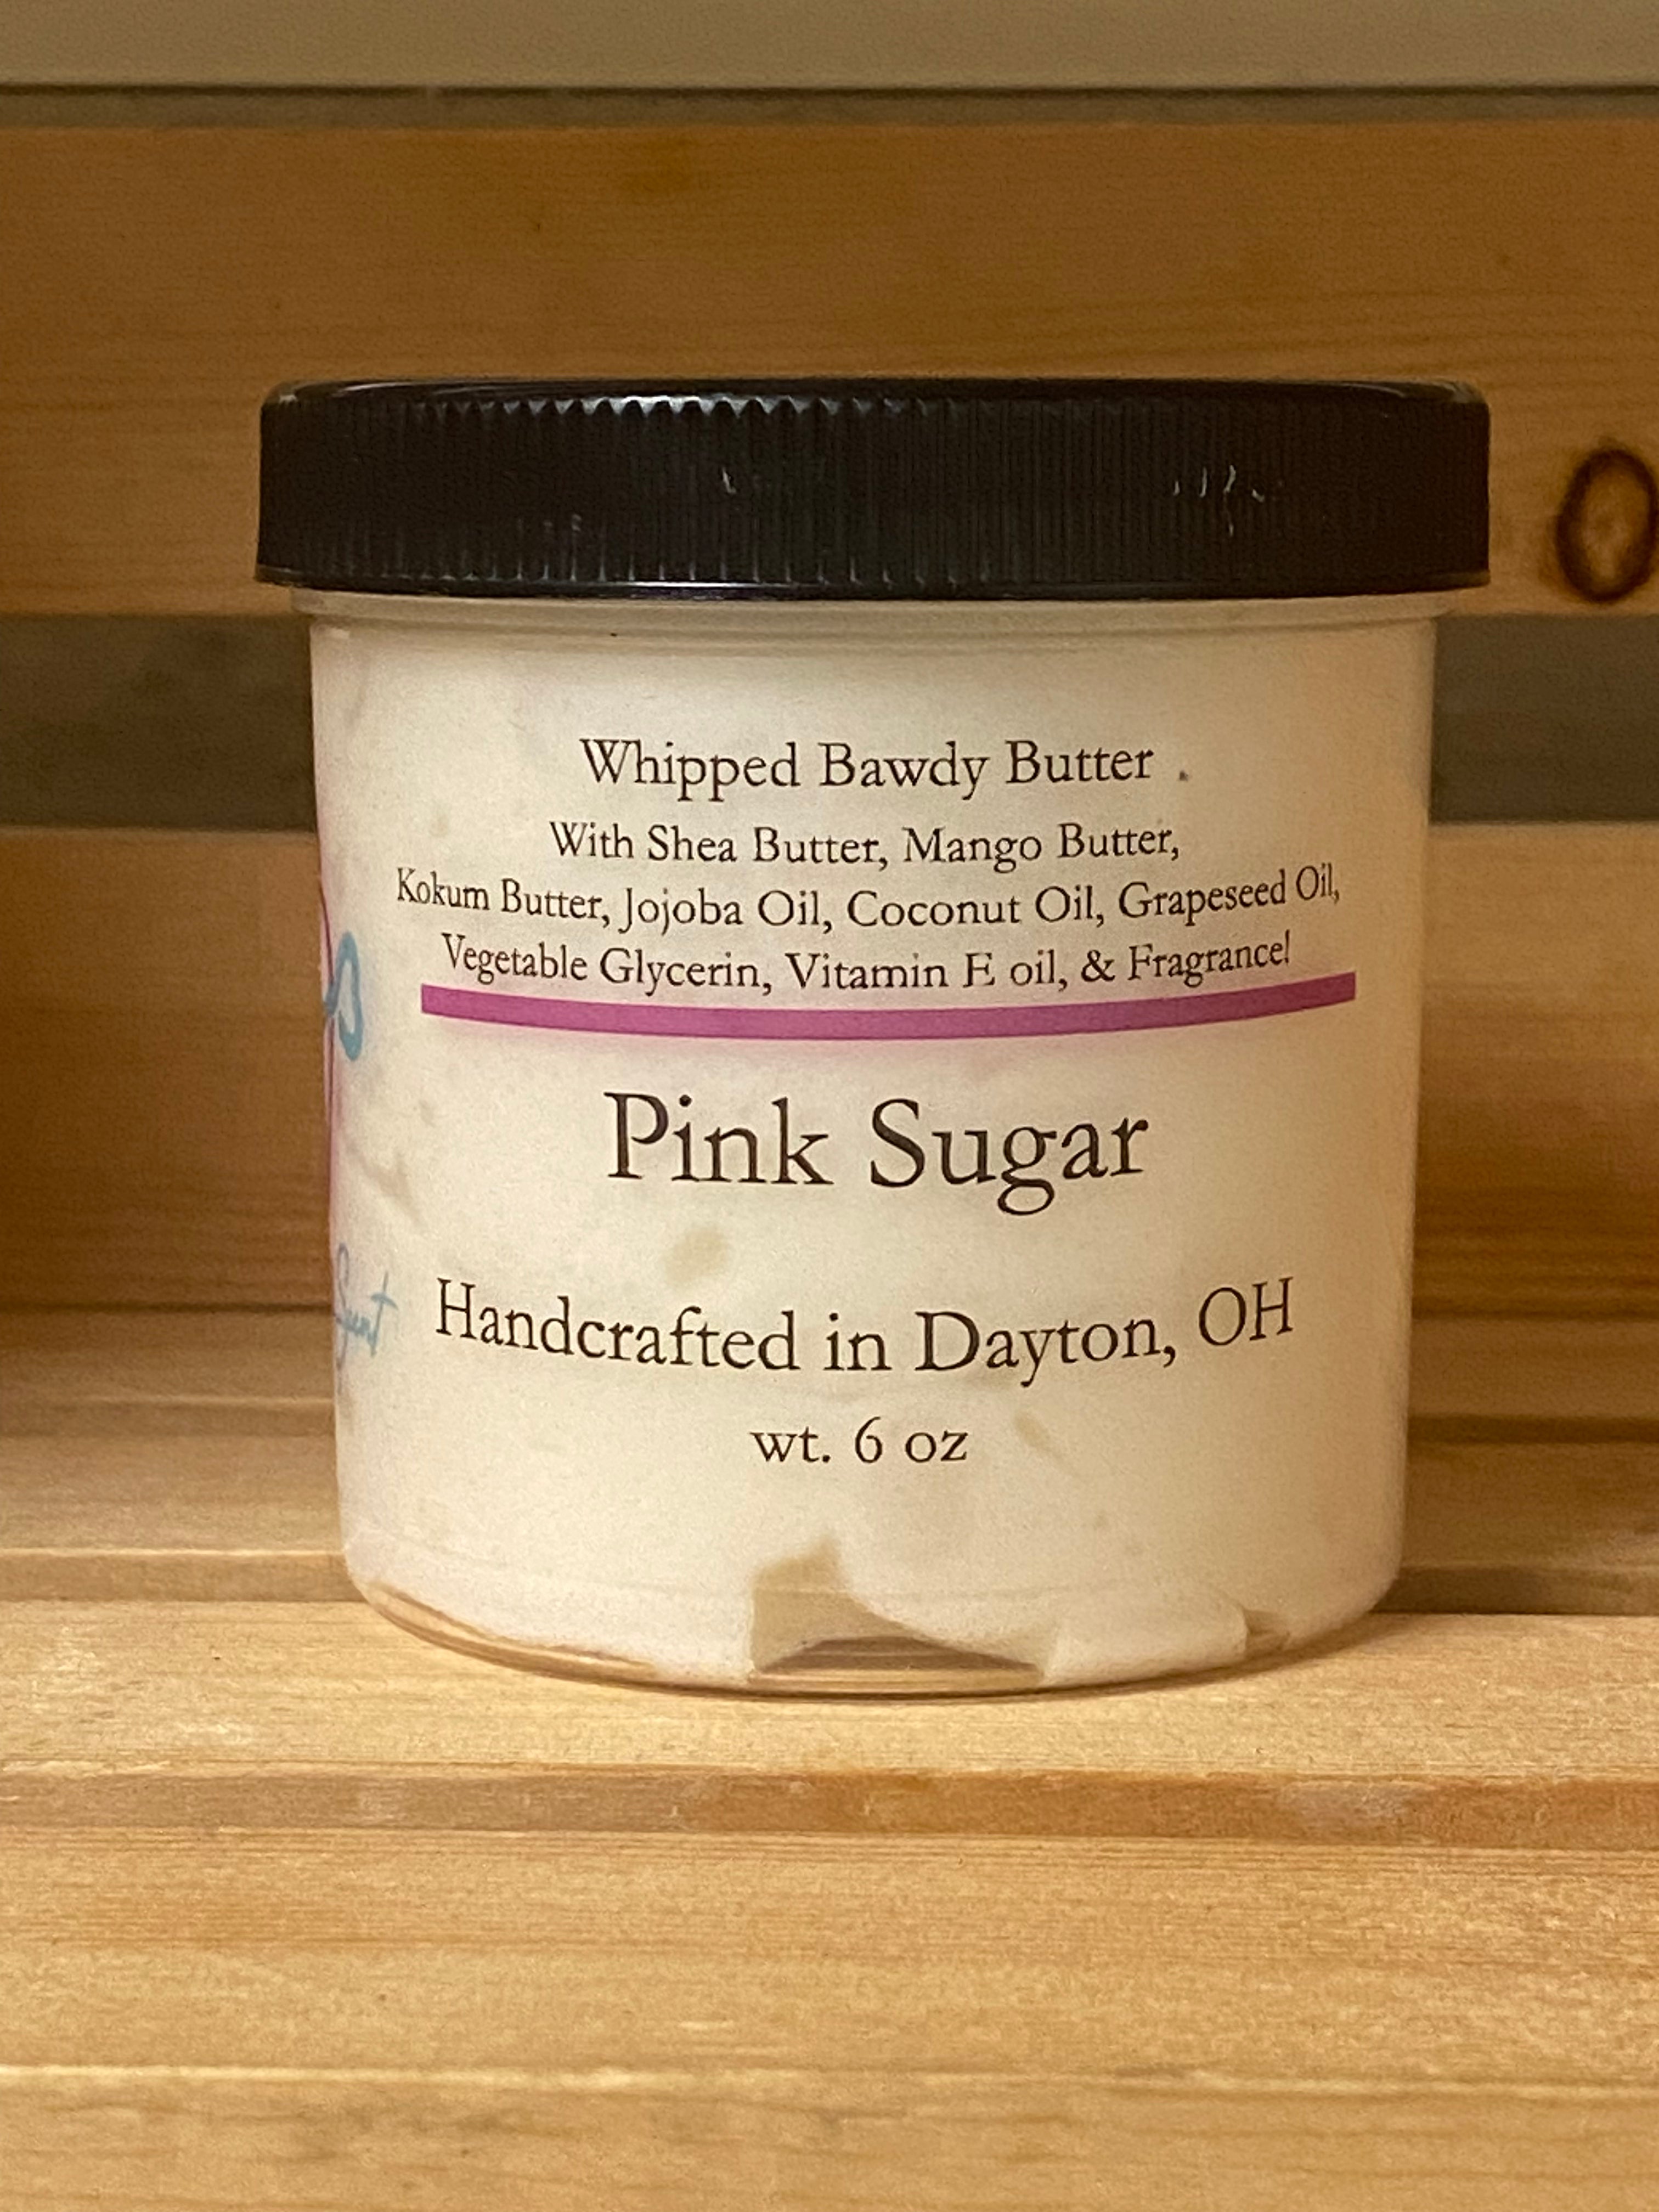 Whipped Bawdy Butter
With Shea Butter, Mango Butter,
Kokum Butter, Jojoba Oil, Coconut Oil, Grapeseed Oil,
Vegetable Glycerin, Vitamin E oil, & Fragrance!
Pink Sugar
Handcrafted in Dayton, OH
wt. 6 oz